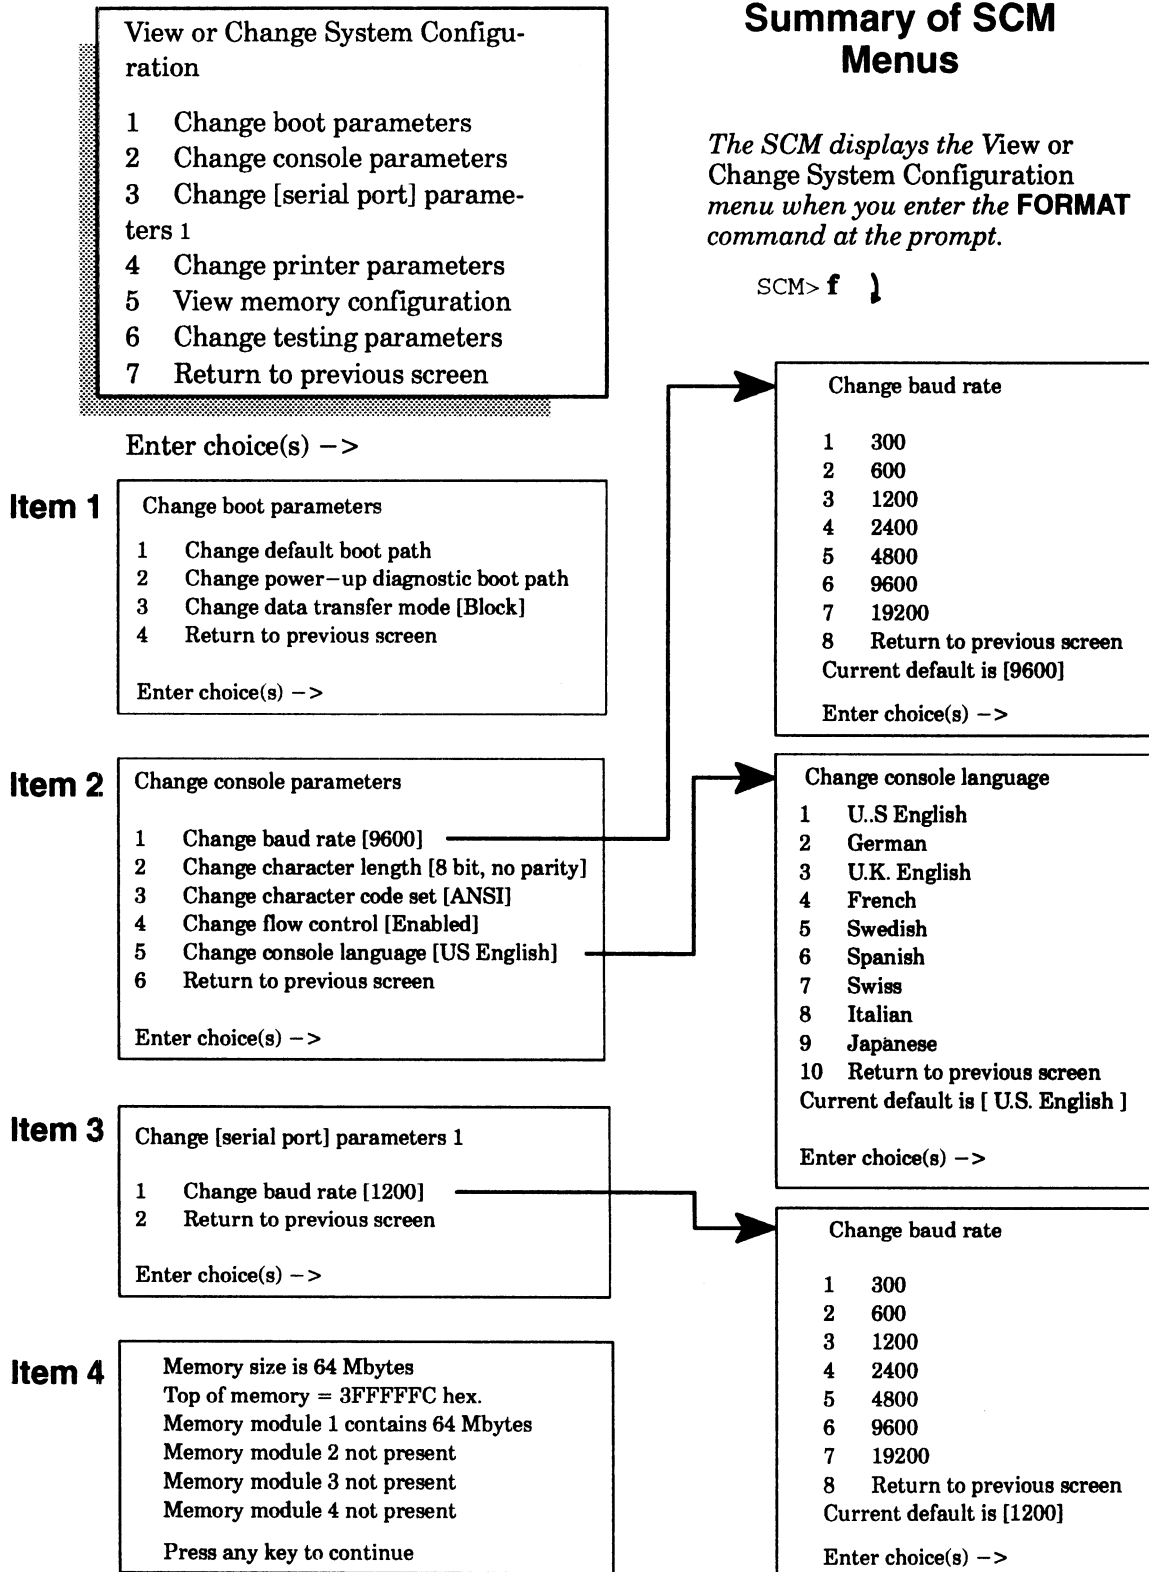 Summary of SCM
Menus
View or Change System Configu-
ration
1 Change boot parameters
2 Change console parameters
3 Change [serial port] parame-
ters 1
4 Change printer parameters
5 View memory configuration
6 Change testing parameters
7 Return to previous screen
Enter choice(s) −>
The SCM displays the View or
Change System Configuration
menu when you enter the FORMAT
command at the prompt.
SCM> f
Item 1
Change boot parameters
1 Change default boot path
2 Change power−up diagnostic boot path
3 Change data transfer mode [Block]
4 Return to previous screen
Enter choice(s) −>
Change baud rate
1 300
2 600
3 1200
4 2400
5 4800
6 9600
7 19200
8 Return to previous screen
Current default is [9600]
Enter choice(s) −>
Item 2
Change console parameters
1 Change baud rate [9600]
2 Change character length [8 bit, no parity]
3 Change character code set [ANSI]
4 Change flow control [Enabled]
5 Change console language [US English]
6 Return to previous screen
Enter choice(s) −>
Change console language
1 U..S English
2 German
3 U.K. English
4 French
5 Swedish
6 Spanish
7 Swiss
8 Italian
9 Japanese
10 Return to previous screen
Current default is [ U.S. English ]
Enter choice(s) −>
Item 3
Change [serial port] parameters 1
1 Change baud rate [1200]
2 Return to previous screen
Enter choice(s) −>
Change baud rate
1 300
2 600
3 1200
4 2400
5 4800
6 9600
7 19200
8 Return to previous screen
Current default is [1200]
Enter choice(s) −>
Item 4
Memory size is 64 Mbytes
Top of memory = 3FFFFFC hex.
Memory module 1 contains 64 Mbytes
Memory module 2 not present
Memory module 3 not present
Memory module 4 not present
Press any key to continue